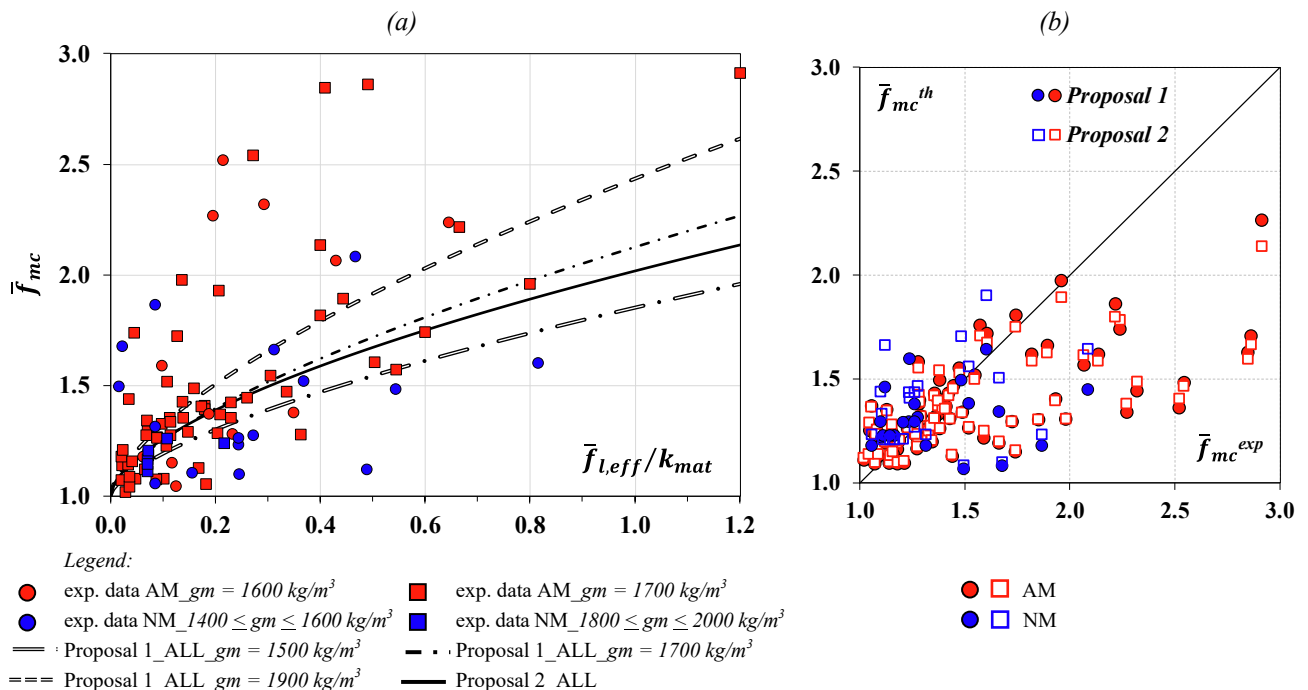 (a)
3.0
2.5
2.0
1.5
1.0
f̄mc
0.0 0.2 0.4 0.6 0.8 1.0 1.2
f̄l,eff/kmat
(b)
3.0
2.5
2.0
1.5
1.0
f̄mc^th
Proposal 1
Proposal 2
f̄mc^exp
1.0 1.5 2.0 2.5 3.0
Legend:
exp. data AM_gm = 1600 kg/m³ exp. data AM_gm = 1700 kg/m³
exp. data NM_1400 ≤ gm ≤ 1600 kg/m³ exp. data NM_1800 ≤ gm ≤ 2000 kg/m³
Proposal 1_ALL_gm = 1500 kg/m³ Proposal 1_ALL_gm = 1700 kg/m³
Proposal 1_ALL_gm = 1900 kg/m³ Proposal 2_ALL
AM
NM